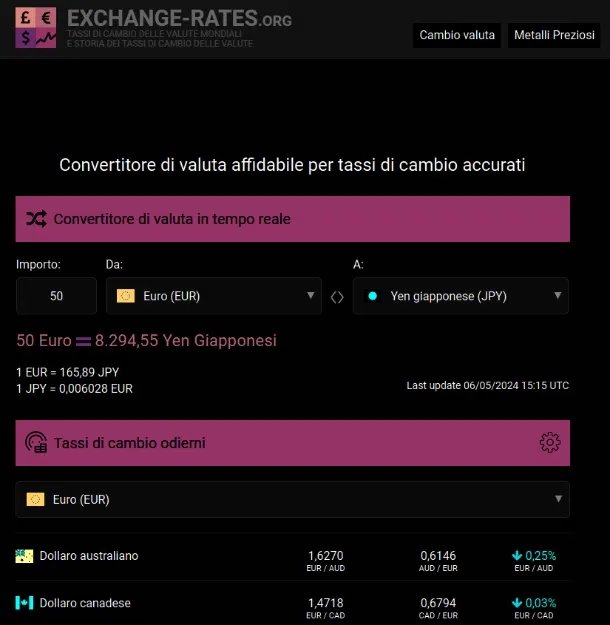 £ €
$
EXCHANGE-RATES.ORG
TASSI DI CAMBIO DELLE VALUTE MONDIALI
E STORIA DEI TASSI DI CAMBIO DELLE VALUTE
Cambio valuta
Metalli Preziosi
Convertitore di valuta affidabile per tassi di cambio accurati
Convertitore di valuta in tempo reale
Importo: Da: A:
50 Euro (EUR) Yen giapponese (JPY)
50 Euro = 8.294,55 Yen Giapponesi
1 EUR = 165,89 JPY
1 JPY = 0,006028 EUR
Last update 06/05/2024 15:15 UTC
Tassi di cambio odierni
Euro (EUR)
Dollaro australiano 1,6270 0,6146 0,25%
EUR / AUD AUD / EUR EUR / AUD
Dollaro canadese 1,4718 0,6794 0,03%
EUR / CAD CAD / EUR EUR / CAD